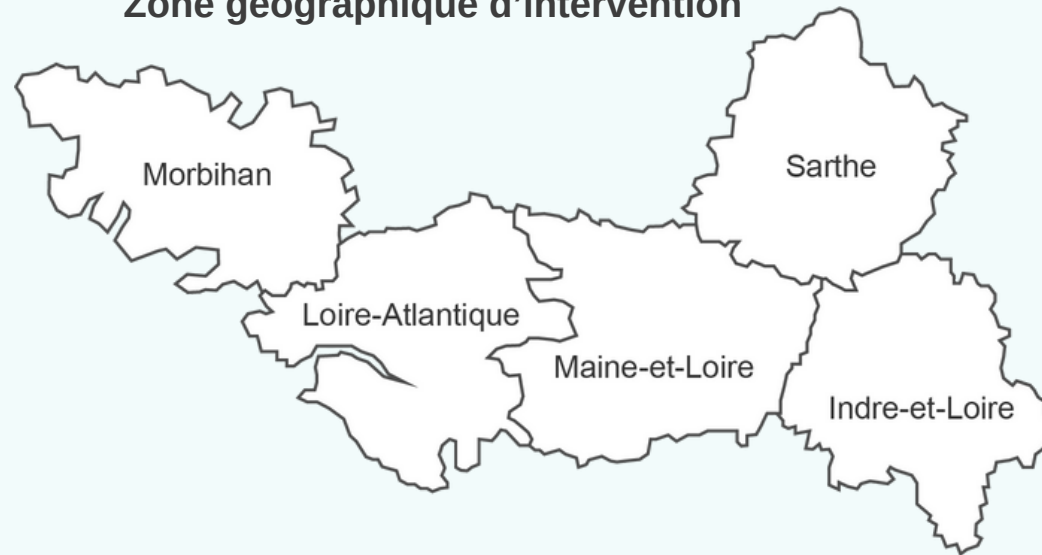 Zone géographique d'intervention
Morbihan
Sarthe
Loire-Atlantique
Maine-et-Loire
Indre-et-Loire